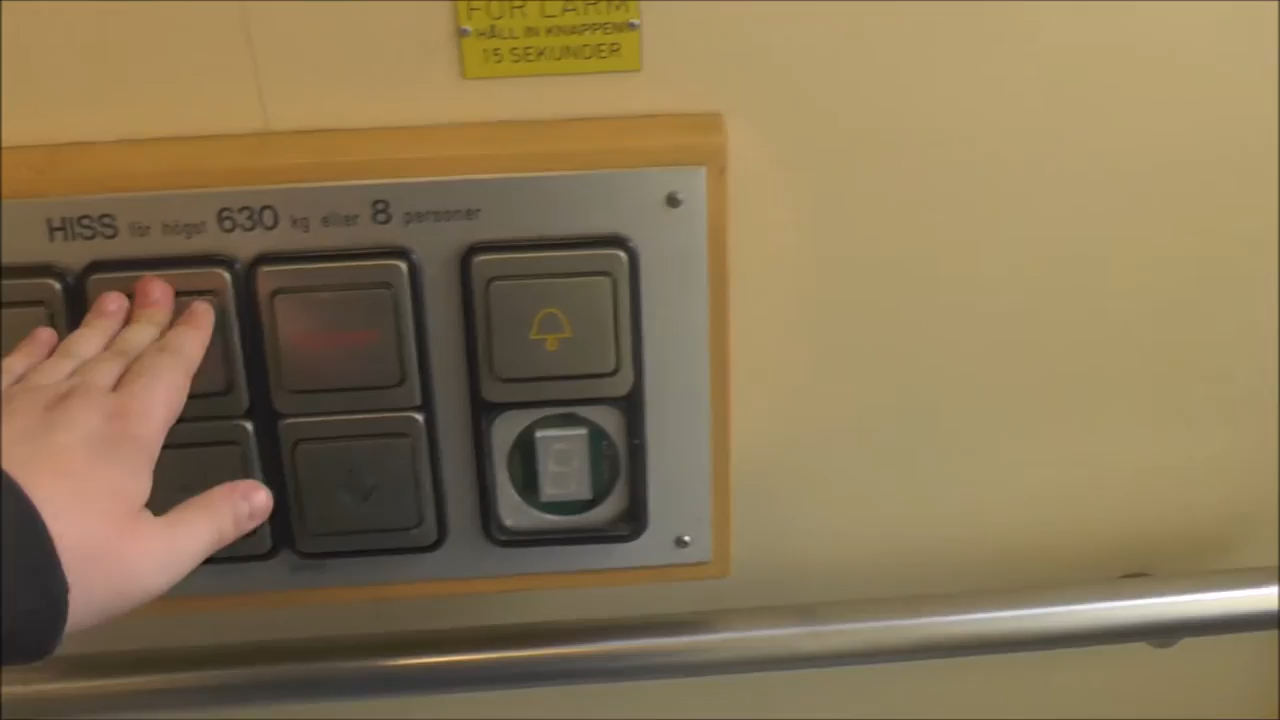 FÖR LARM
HÅLL IN KNAPPEN
15 SEKUNDER
HISS för högst 630 kg eller 8 personer